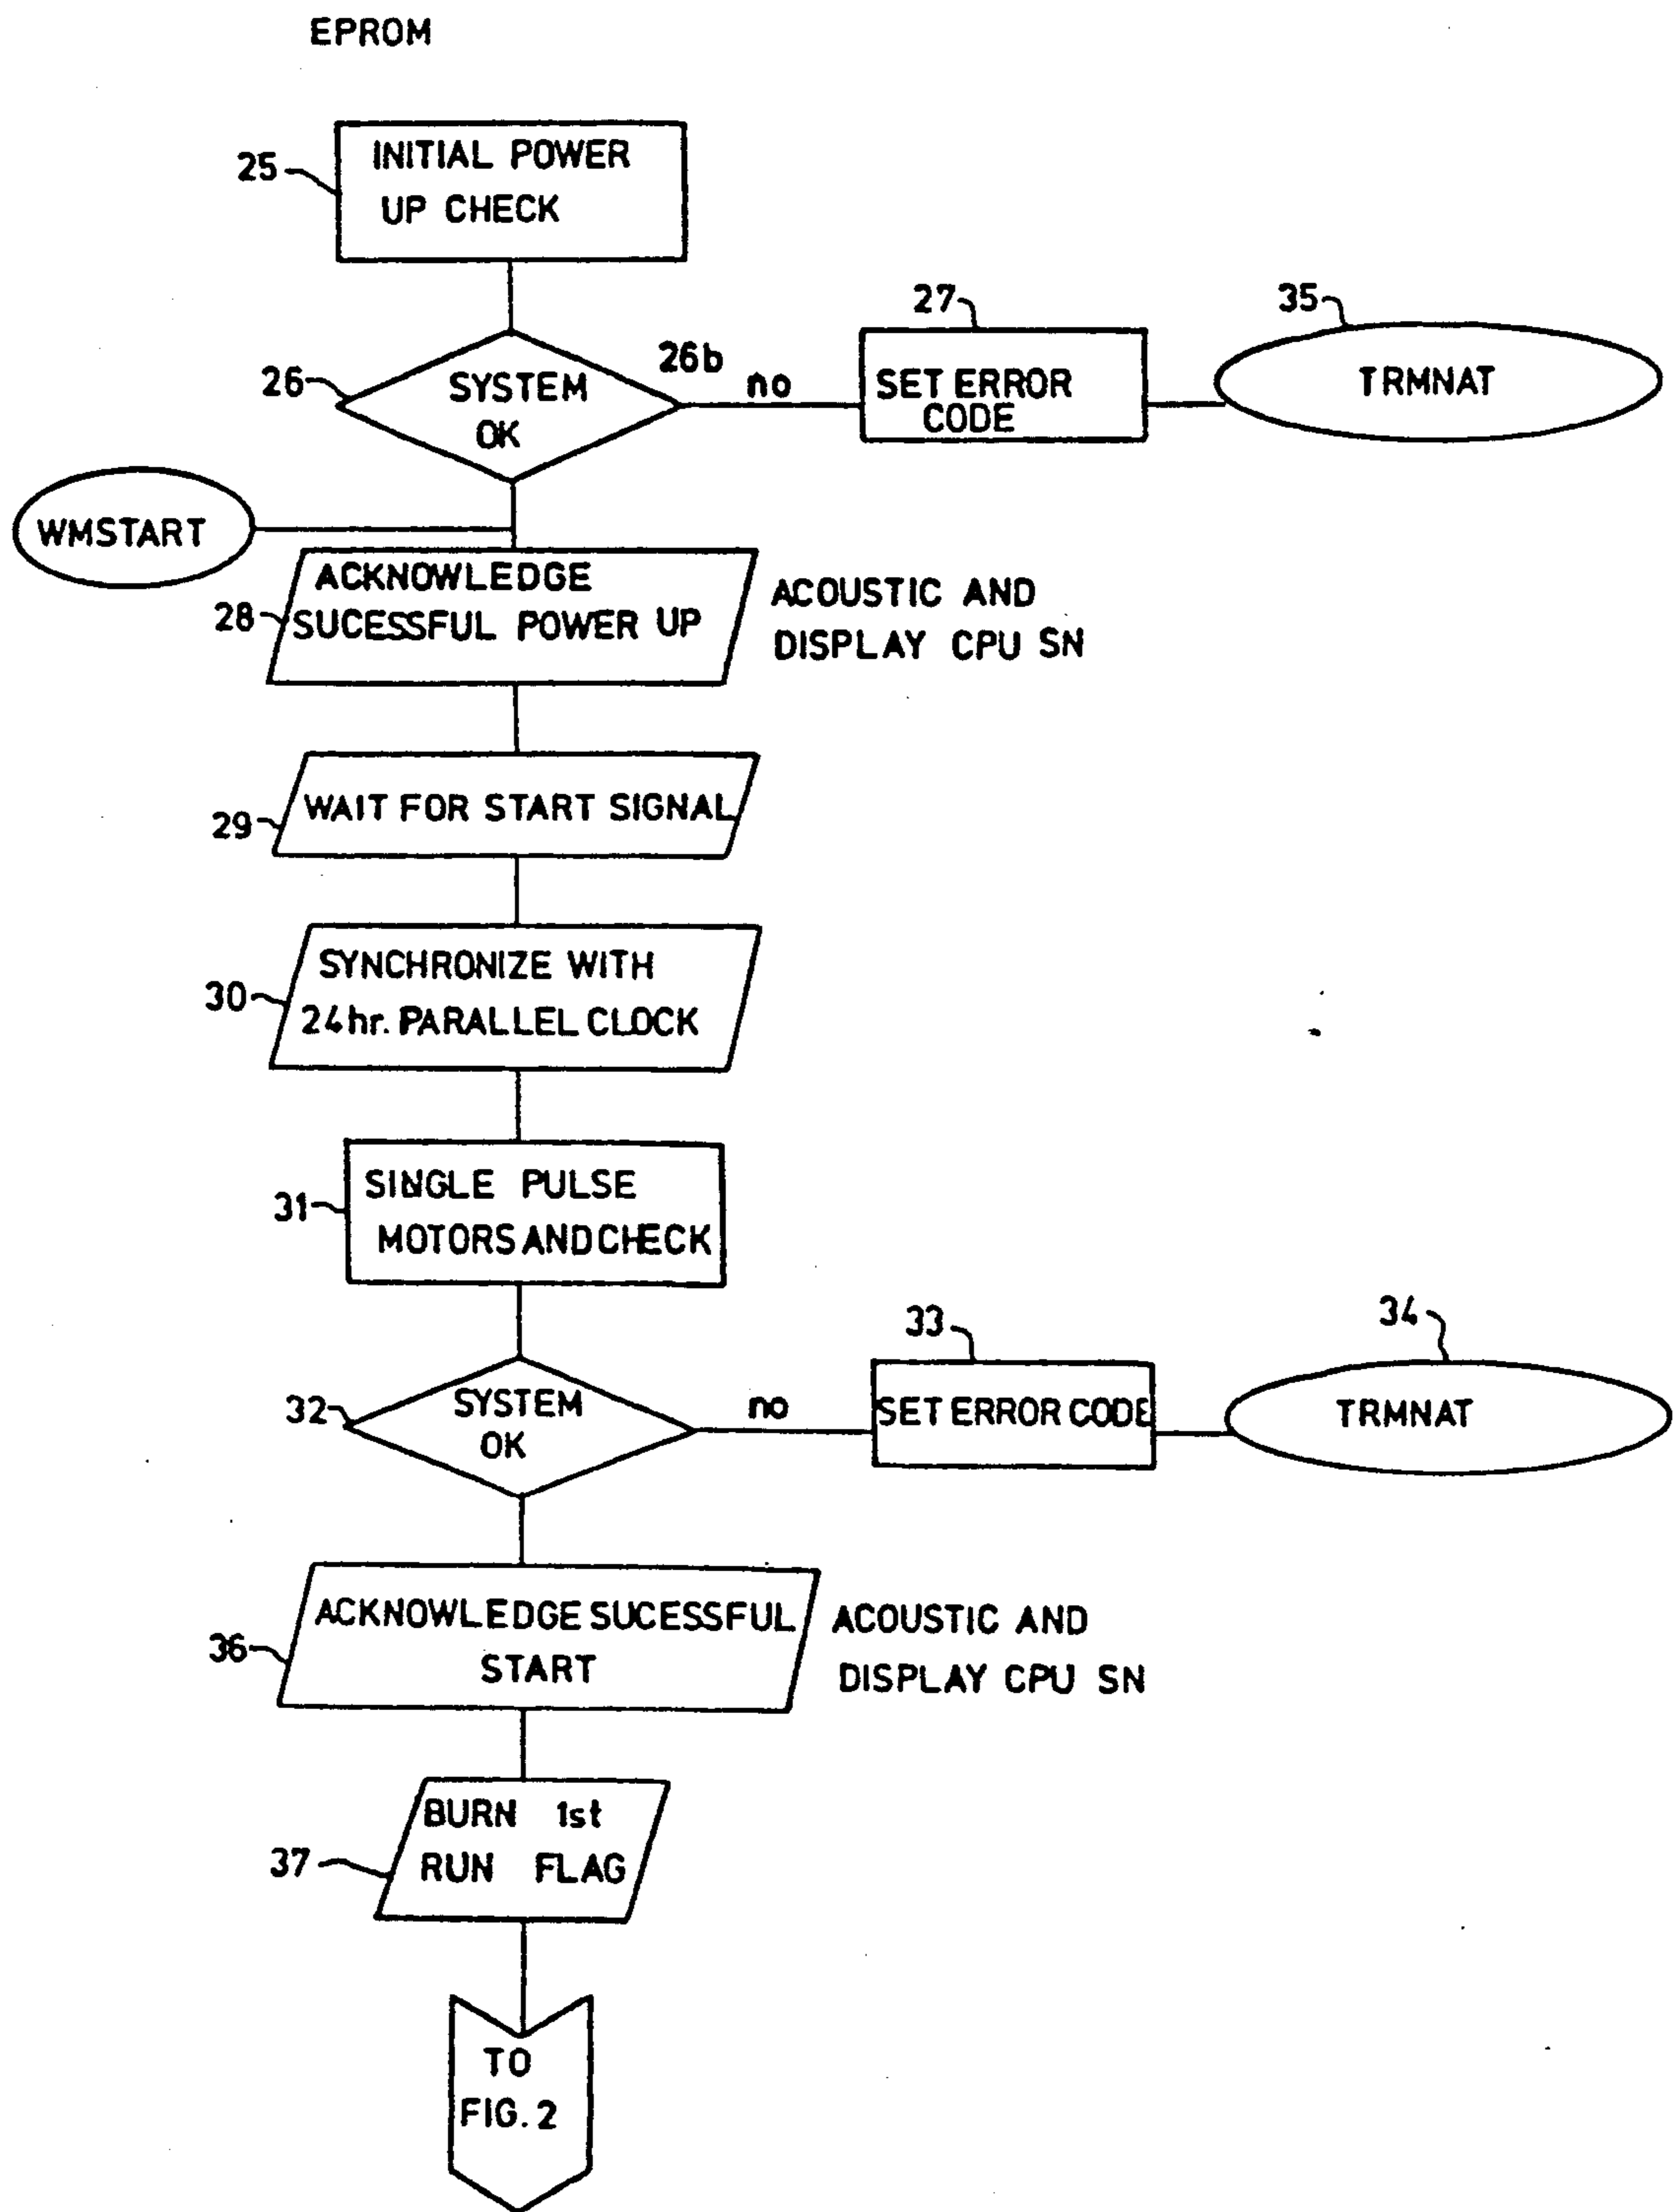 EPROM
25
INITIAL POWER
UP CHECK
26
SYSTEM
OK
26b
no
27
SET ERROR
CODE
35
TRMNAT
WMSTART
28
ACKNOWLEDGE
SUCESSFUL POWER UP
ACOUSTIC AND
DISPLAY CPU SN
29
WAIT FOR START SIGNAL
30
SYNCHRONIZE WITH
24hr. PARALLEL CLOCK
31
SINGLE PULSE
MOTORS AND CHECK
32
SYSTEM
OK
no
33
SET ERROR CODE
34
TRMNAT
36
ACKNOWLEDGE SUCESSFUL
START
ACOUSTIC AND
DISPLAY CPU SN
37
BURN 1st
RUN FLAG
TO
FIG. 2